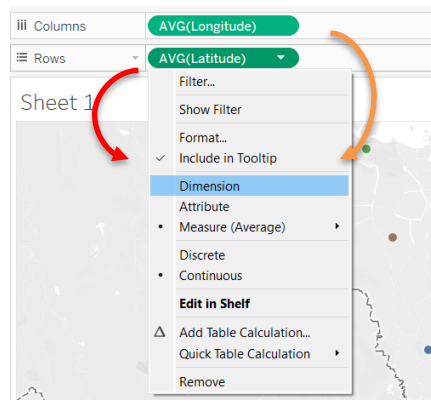 Columns
AVG(Longitude)
Rows
AVG(Latitude)
Sheet 1
Filter...
Show Filter
Format...
Include in Tooltip
Dimension
Attribute
Measure (Average)
Discrete
Continuous
Edit in Shelf
Add Table Calculation...
Quick Table Calculation
Remove